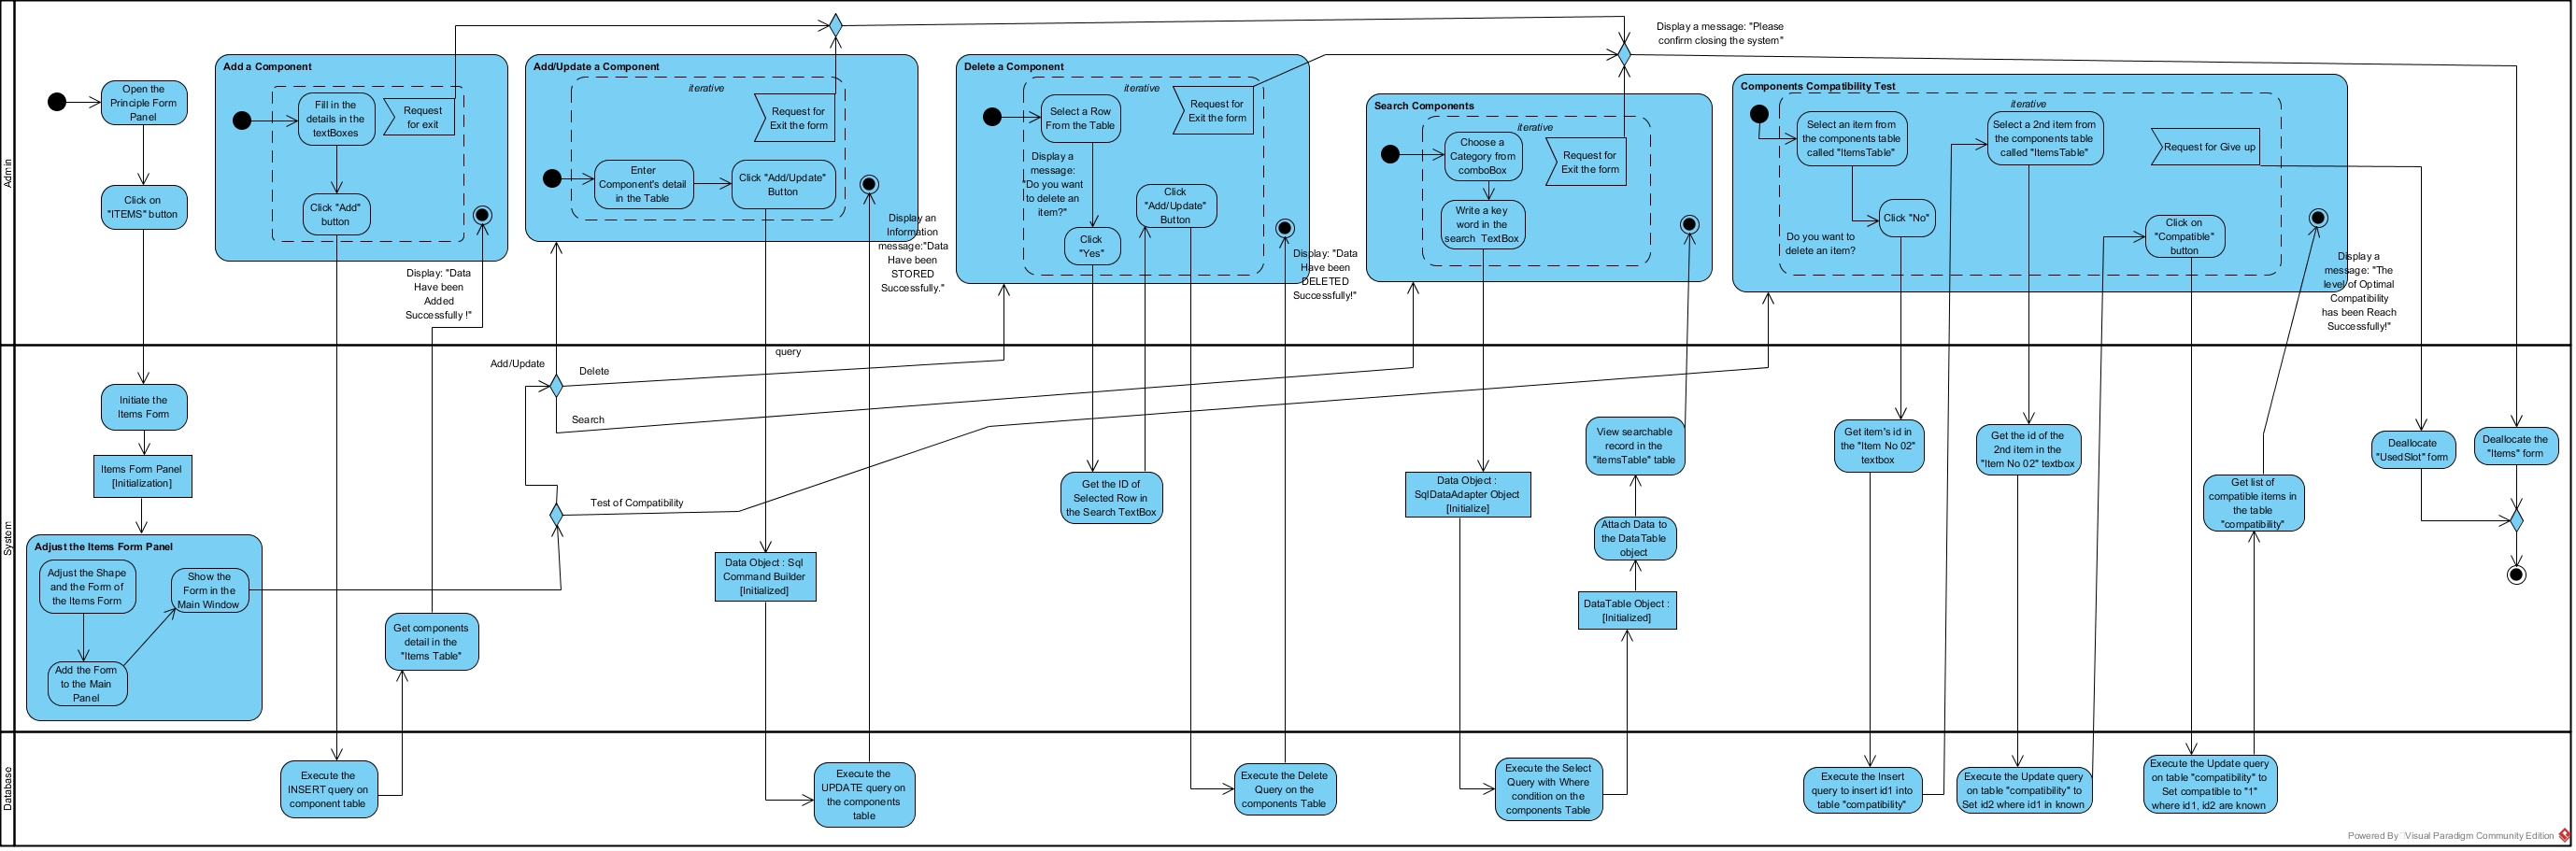 Admin
Open the
Principle Form
Panel
Click on
"ITEMS" button
Add a Component
Fill in the
details in the
textBoxes
Request
for exit
Click "Add"
button
Display: "Data
Have been
Added
Successfully !"
Add/Update a Component
iterative
Request for
Exit the form
Enter
Component's detail
in the Table
Click "Add/Update"
Button
Display an
Information
message:"Data
Have been
STORED
Successfully."
Delete a Component
iterative
Select a Row
From the Table
Request for
Exit the form
Display a
message:
"Do you want
to delete an
item?"
Click
"Add/Update"
Button
Click
"Yes"
Display: "Data
Have been
DELETED
Successfully!"
Search Components
iterative
Choose a
Category from
comboBox
Request for
Exit the form
Write a key
word in the
search TextBox
Display a message: "Please
confirm closing the system"
Components Compatibility Test
iterative
Select an item from
the components table
called "ItemsTable"
Select a 2nd item from
the components table
called "ItemsTable"
Request for Give up
Click "No"
Do you want to
delete an item?
Click on
"Compatible"
button
Display a
message: "The
level of Optimal
Compatibility
has been Reach
Successfully!"
System
Initiate the
Items Form
Items Form Panel
[Initialization]
Adjust the Items Form Panel
Adjust the Shape
and the Form of
the Items Form
Show the
Form in the
Main Window
Add the Form
to the Main
Panel
Get components
detail in the
"Items Table"
Add/Update
Delete
Search
Test of Compatibility
query
Data Object : Sql
Command Builder
[Initialized]
Get the ID of
Selected Row in
the Search TextBox
Data Object :
SqlDataAdapter Object
[Initialize]
View searchable
record in the
"itemsTable" table
Attach Data to
the DataTable
object
DataTable Object :
[Initialized]
Get item's id in
the "Item No 02"
textbox
Get the id of the
2nd item in the
"Item No 02" textbox
Get list of
compatible items in
the table
"compatibility"
Deallocate
"UsedSlot" form
Deallocate the
"Items" form
Database
Execute the
INSERT query on
component table
Execute the
UPDATE query on
the components
table
Execute the Delete
Query on the
components Table
Execute the Select
Query with Where
condition on the
components Table
Execute the Insert
query to insert id1 into
table "compatibility"
Execute the Update query
on table "compatibility" to
Set id2 where id1 in known
Execute the Update query
on table "compatibility" to
Set compatible to "1"
where id1, id2 are known
Powered By Visual Paradigm Community Edition